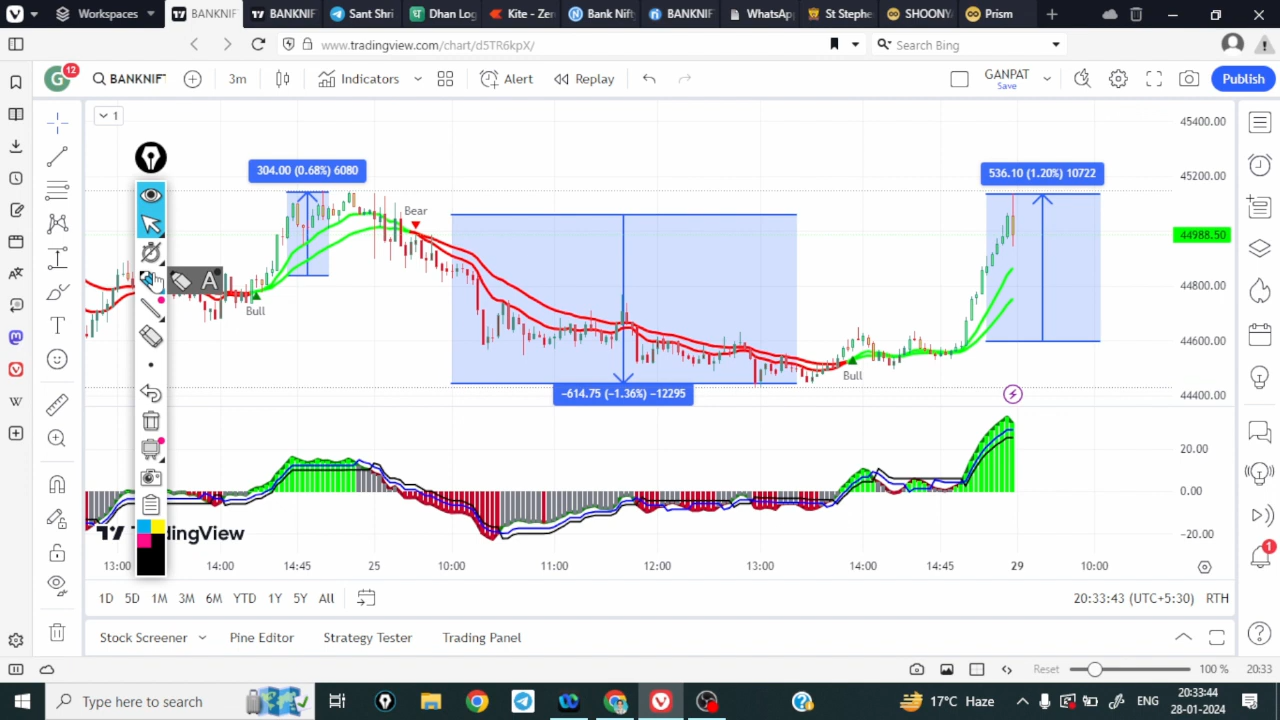 Workspaces
BANKNIF
BANKNIF
Sant Shri
Dhan Log
Kite - Zer
Bank Nift
BANKNIF
WhatsApp
St Stephe
SHOONY
Prism
www.tradingview.com/chart/d5TR6kpX/
Search Bing
G
12
BANKNIF
3m
Indicators
Alert
Replay
GANPAT
Save
Publish
1
45400.00
304.00 (0.68%) 6080
536.10 (1.20%) 10722
45200.00
Bear
44988.50
A
44800.00
Bull
44600.00
Bull
−614.75 (−1.36%) −12295
44400.00
20.00
0.00
TradingView
−20.00
13:00
14:00
14:45
25
10:00
11:00
12:00
13:00
14:00
14:45
29
10:00
1D 5D 1M 3M 6M YTD 1Y 5Y All
20:33:43 (UTC+5:30)
RTH
1
Stock Screener
Pine Editor
Strategy Tester
Trading Panel
Reset
100 %
20:33
Type here to search
17°C Haze
ENG
20:33:44
28-01-2024